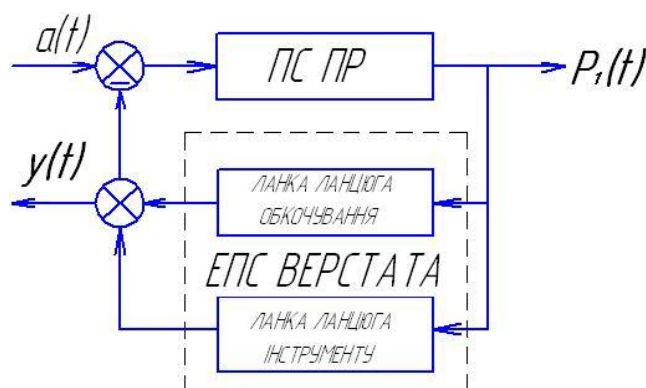 a(t)
ПС ПР
P₁(t)
y(t)
ЛАНКА ЛАНЦЮГА
ОБКОЧУВАННЯ
ЕПС ВЕРСТАТА
ЛАНКА ЛАНЦЮГА
ІНСТРУМЕНТУ